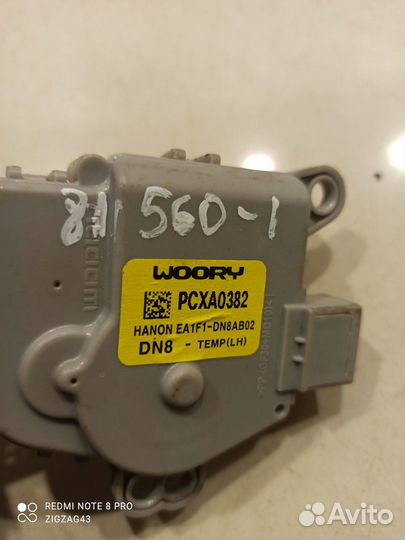 81 560-1
WOORY
PCXA0382
HANON EA1F1-DN8AB02
DN8 - TEMP(LH)
REDMI NOTE 8 PRO
ZIGZAG43
Avito